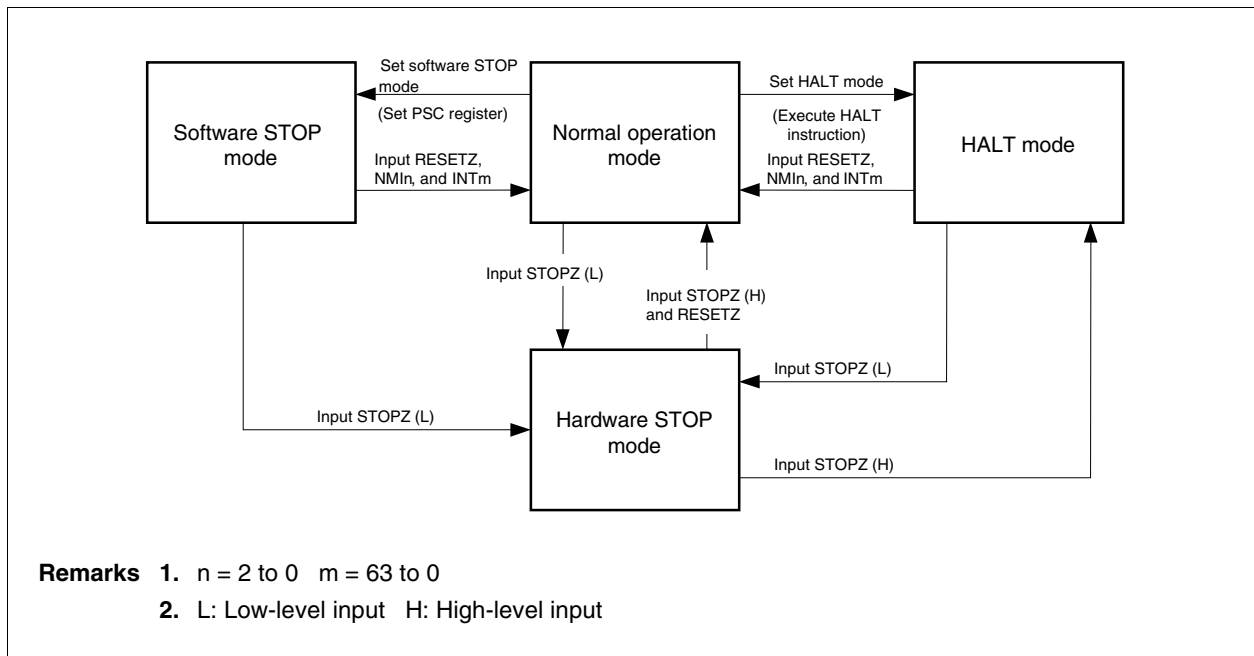 Set software STOP
mode
(Set PSC register)
Set HALT mode
(Execute HALT
instruction)
Software STOP
mode
Normal operation
mode
HALT mode
Input RESETZ,
NMIn, and INTm
Input RESETZ,
NMIn, and INTm
Input STOPZ (L)
Input STOPZ (H)
and RESETZ
Input STOPZ (L)
Input STOPZ (L)
Hardware STOP
mode
Input STOPZ (H)
Remarks 1. n = 2 to 0 m = 63 to 0
2. L: Low-level input H: High-level input